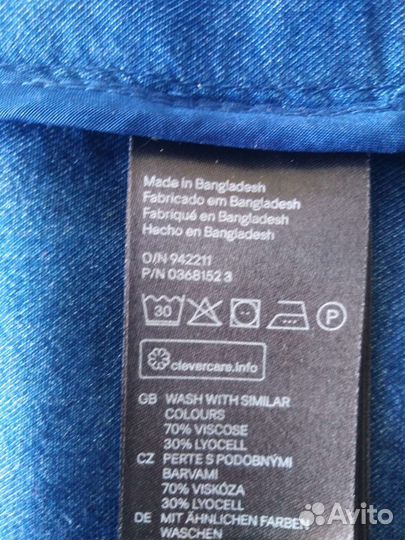 Made in Bangladesh
Fabricado em Bangladesh
Fabriqué en Bangladesh
Hecho en Bangladesh
O/N 942211
P/N 0368152 3
30
P
clevercare.info
GB WASH WITH SIMILAR
COLOURS
70% VISCOSE
30% LYOCELL
CZ PERTE S PODOBNÝMI
BARVAMI
70% VISKÓZA
30% LYOCELL
DE MIT ÄHNLICHEN FARBEN
WASCHEN
Avito